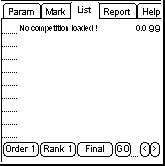 Param Mark List Report Help
No competition loaded ! 0.0 gg
Order 1 Rank 1 Final GO < >